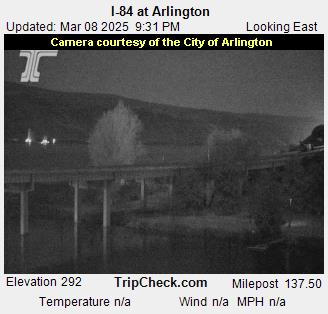 I-84 at Arlington
Updated: Mar 08 2025 9:31 PM Looking East
Camera courtesy of the City of Arlington
Elevation 292 TripCheck.com Milepost 137.50
Temperature n/a Wind n/a MPH n/a